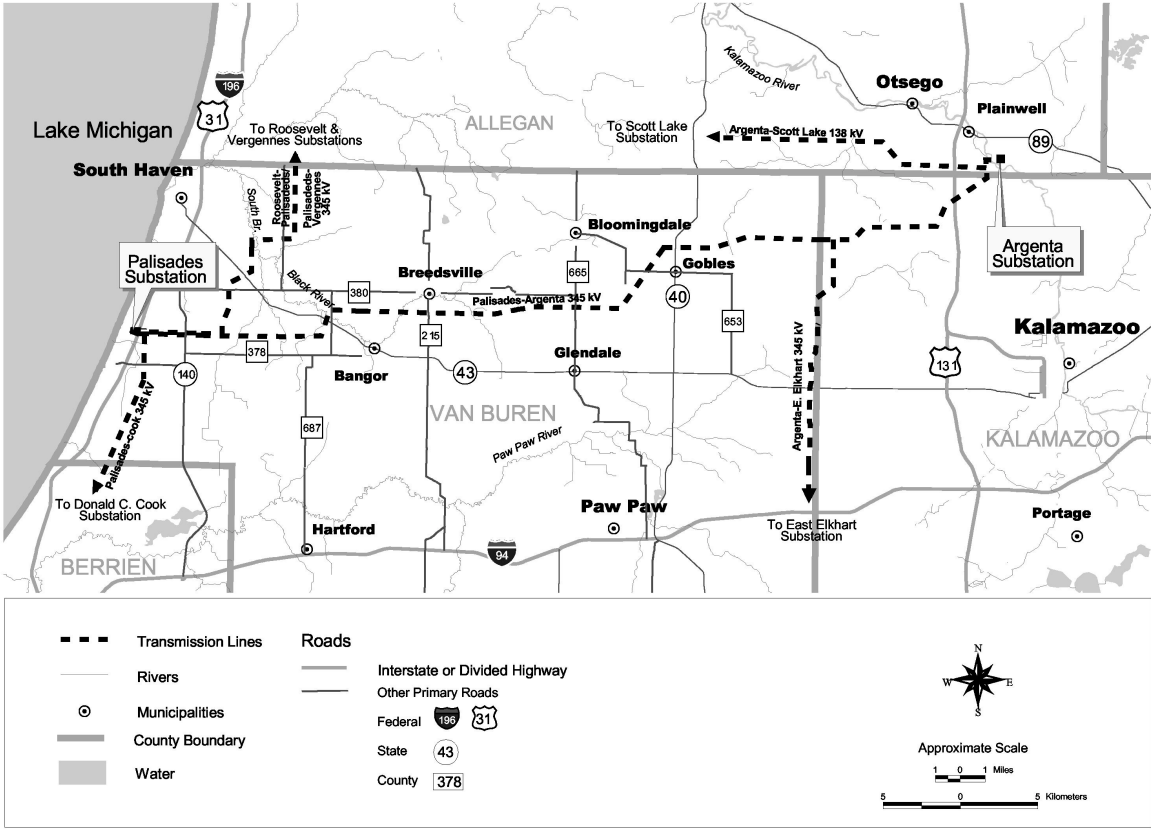 196
31
Lake Michigan
South Haven
To Roosevelt &
Vergennes Substations
ALLEGAN
Kalamazoo River
Otsego
Plainwell
89
To Scott Lake
Substation
Argenta-Scott Lake 138 kV
Roosevelt-
Palisadeds/
Palisadeds-
Vergennes
345 kV
South Br.
Black River
Palisades
Substation
Argenta
Substation
Bloomingdale
Breedsville
Gobles
665
380
Palisades-Argenta 345 kV
40
653
215
378
Bangor
Glendale
43
140
Kalamazoo
131
Palisades-cook 345 kV
687
VAN BUREN
Paw Paw River
Argenta-E. Elkhart 345 kV
KALAMAZOO
To Donald C. Cook
Substation
Paw Paw
Hartford
94
To East Elkhart
Substation
Portage
BERRIEN
Transmission Lines
Rivers
Municipalities
County Boundary
Water
Roads
Interstate or Divided Highway
Other Primary Roads
Federal 196 31
State 43
County 378
N
W E
S
Approximate Scale
1 0 1 Miles
5 0 5 Kilometers